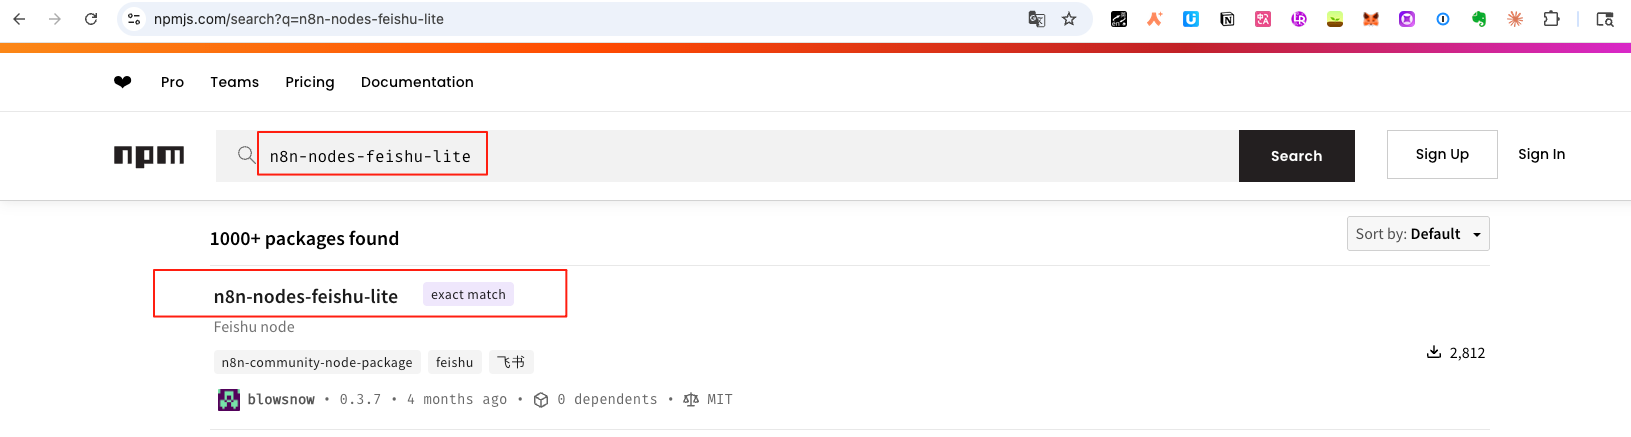 npmjs.com/search?q=n8n-nodes-feishu-lite
Pro Teams Pricing Documentation
npm n8n-nodes-feishu-lite Search Sign Up Sign In
1000+ packages found Sort by: Default
n8n-nodes-feishu-lite exact match
Feishu node
n8n-community-node-package feishu 飞书
2,812
blowsnow • 0.3.7 • 4 months ago • 0 dependents • MIT